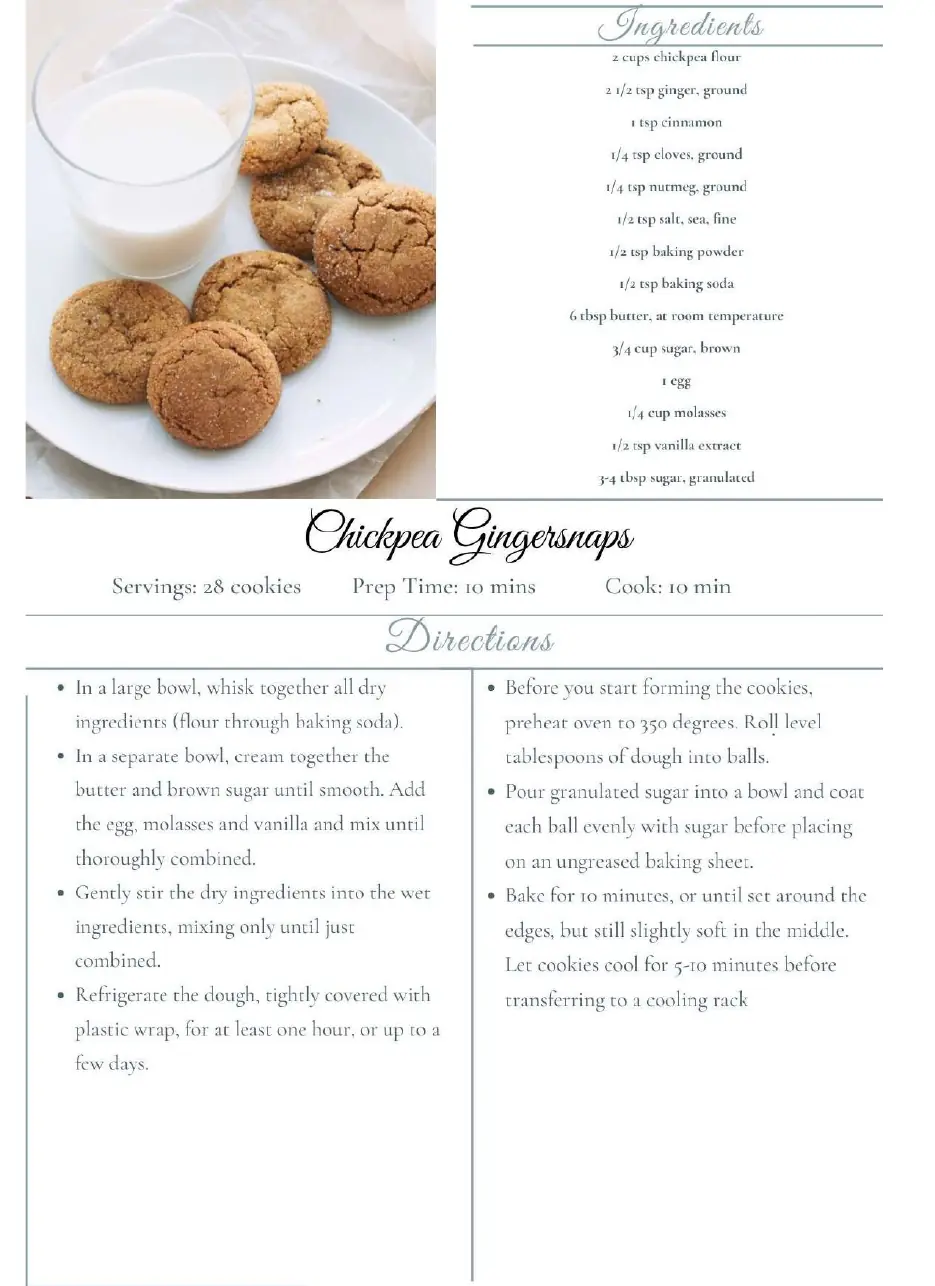 Ingredients
2 cups chickpea flour
2 1/2 tsp ginger, ground
1 tsp cinnamon
1/4 tsp cloves, ground
1/4 tsp nutmeg, ground
1/2 tsp salt, sea, fine
1/2 tsp baking powder
1/2 tsp baking soda
6 tbsp butter, at room temperature
3/4 cup sugar, brown
1 egg
1/4 cup molasses
1/2 tsp vanilla extract
3-4 tbsp sugar, granulated
Chickpea Gingersnaps
Servings: 28 cookies Prep Time: 10 mins Cook: 10 min
Directions
• In a large bowl, whisk together all dry
ingredients (flour through baking soda).
• In a separate bowl, cream together the
butter and brown sugar until smooth. Add
the egg, molasses and vanilla and mix until
thoroughly combined.
• Gently stir the dry ingredients into the wet
ingredients, mixing only until just
combined.
• Refrigerate the dough, tightly covered with
plastic wrap, for at least one hour, or up to a
few days.
• Before you start forming the cookies,
preheat oven to 350 degrees. Roll level
tablespoons of dough into balls.
• Pour granulated sugar into a bowl and coat
each ball evenly with sugar before placing
on an ungreased baking sheet.
• Bake for 10 minutes, or until set around the
edges, but still slightly soft in the middle.
Let cookies cool for 5-10 minutes before
transferring to a cooling rack